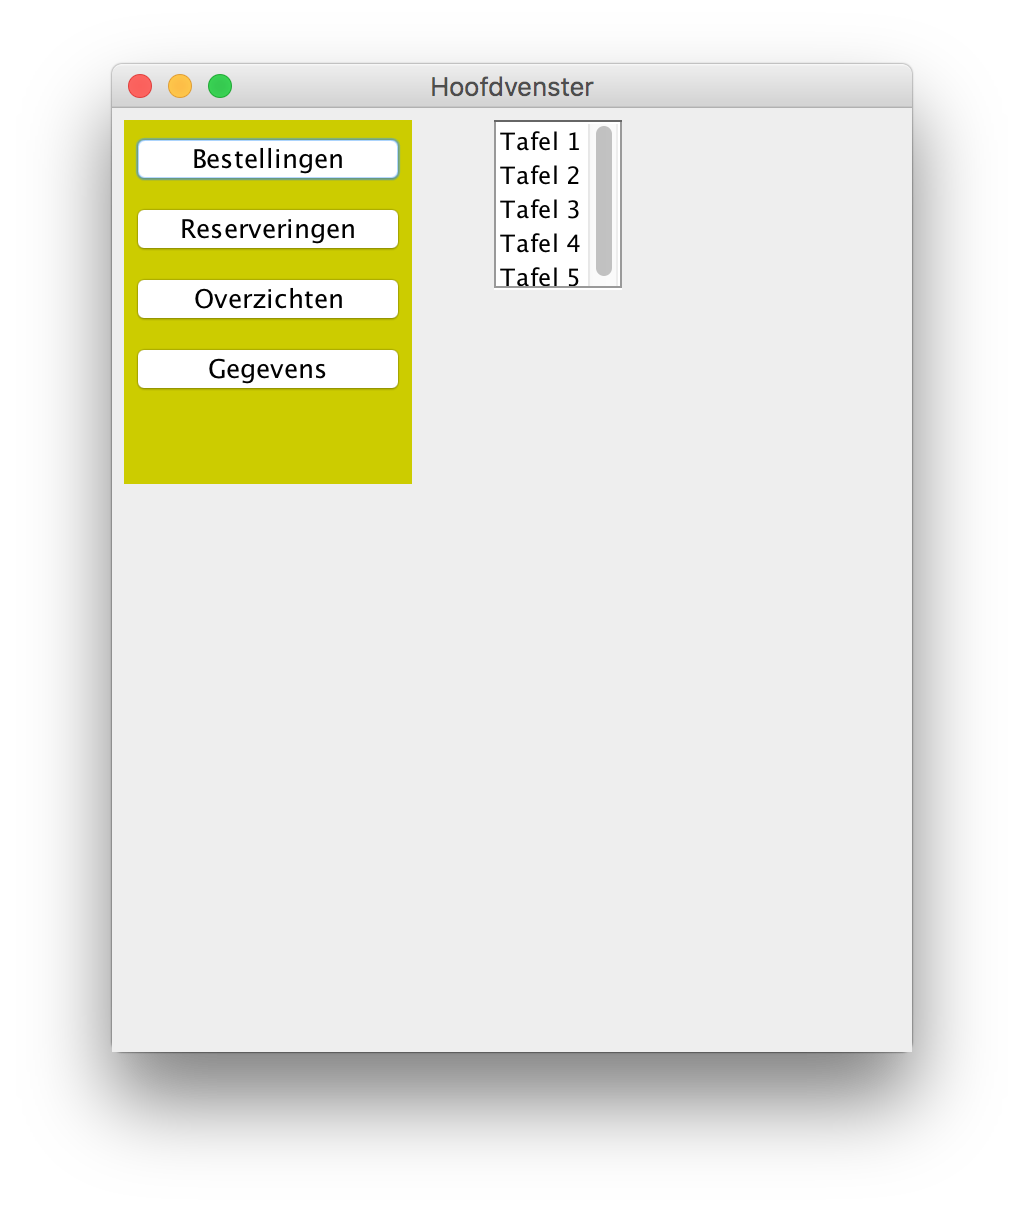 Hoofdvenster
Bestellingen
Reserveringen
Overzichten
Gegevens
Tafel 1
Tafel 2
Tafel 3
Tafel 4
Tafel 5